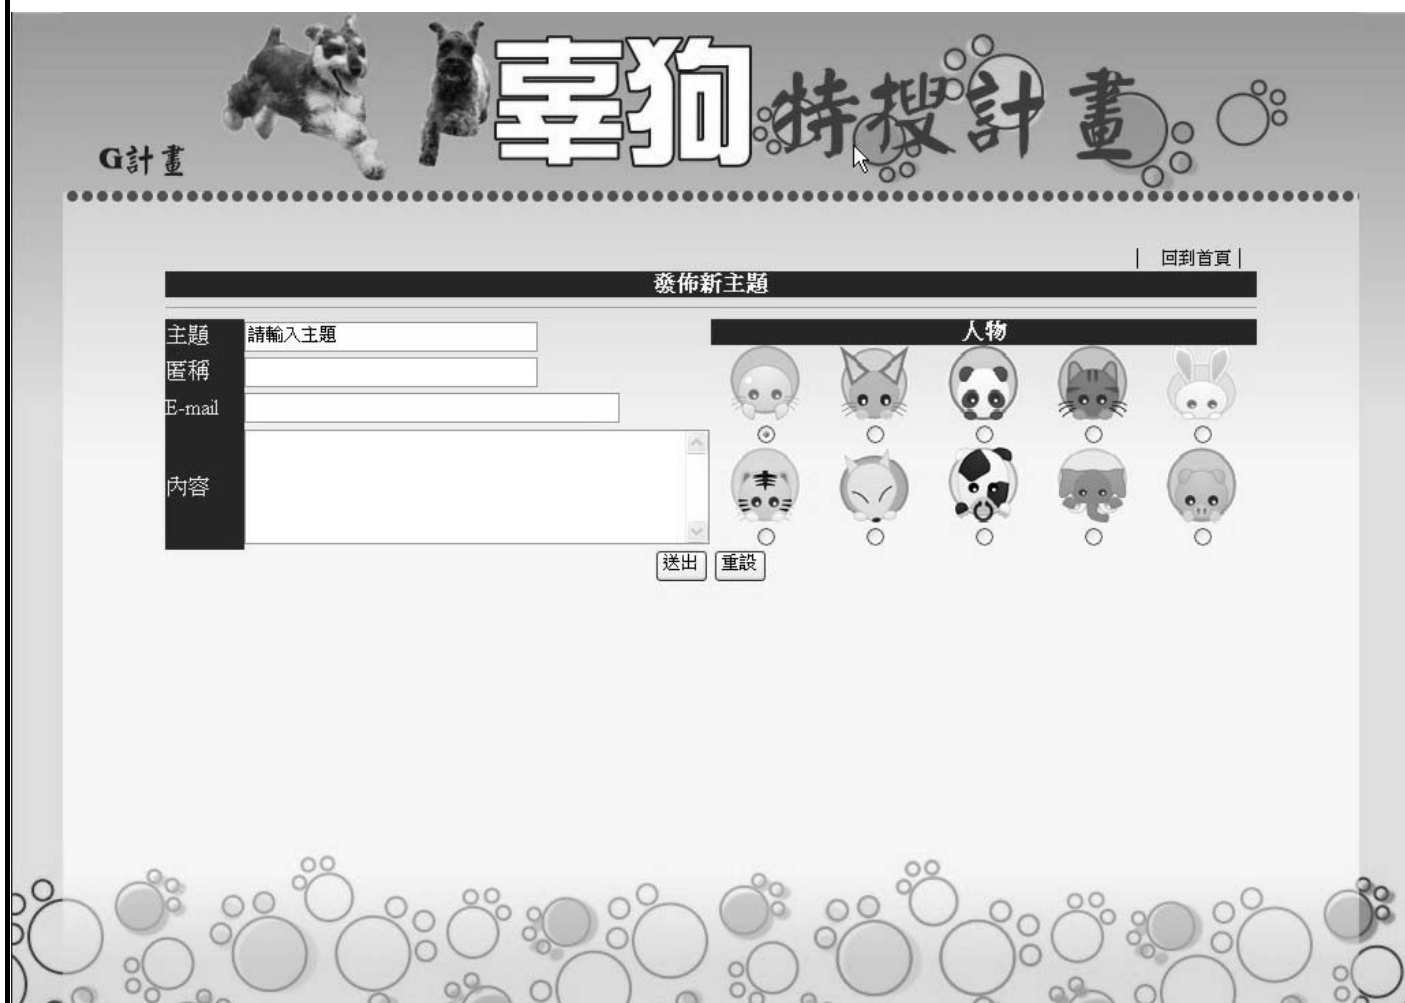 辜狗特搜計畫
G計畫
| 回到首頁 |
發佈新主題
主題 請輸入主題
人物
匿稱
E-mail
內容
送出 重設